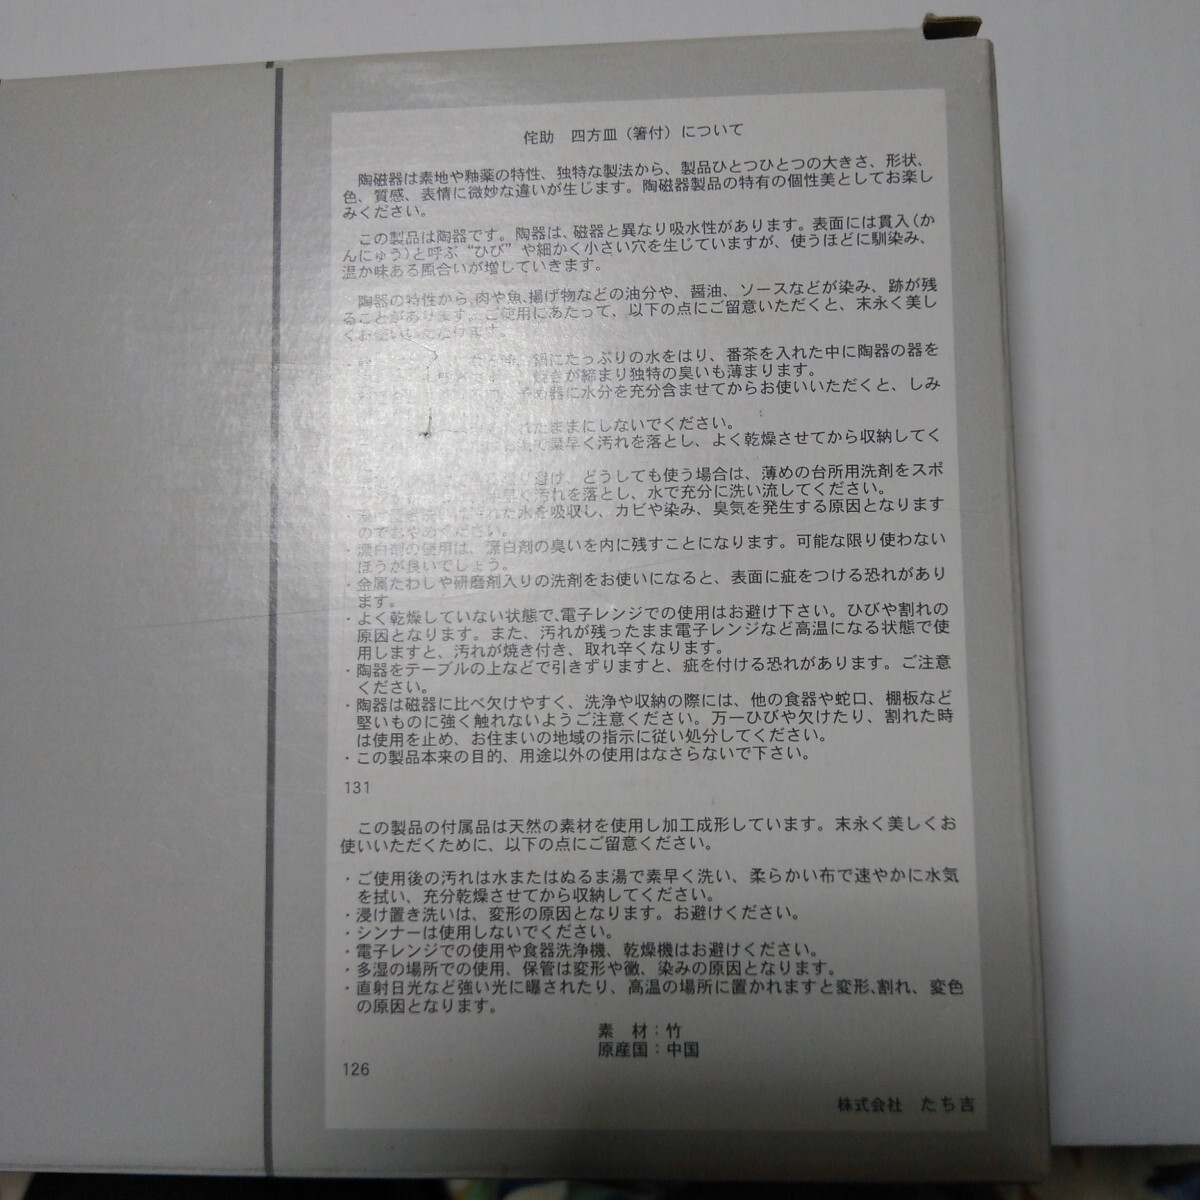 侘助　四方皿（箸付）について
陶磁器は素地や釉薬の特性、独特な製法から、製品ひとつひとつの大きさ、形状、
色、質感、表情に微妙な違いが生じます。陶磁器製品の特有の個性美としてお楽し
みください。
この製品は陶器です。陶器は、磁器と異なり吸水性があります。表面には貫入（か
んにゅう）と呼ぶ“ひび”や細かく小さい穴を生じていますが、使うほどに馴染み、
温か味ある風合いが増していきます。
陶器の特性から、肉や魚、揚げ物などの油分や、醤油、ソースなどが染み、跡が残
ることがあります。ご使用にあたって、以下の点にご留意いただくと、末永く美し
くお使いいただけます。
鍋にたっぷりの水をはり、番茶を入れた中に陶器の器を
が締まり独特の臭いも薄まります。
器に水分を充分含ませてからお使いいただくと、しみ
れたままにしないでください。
で素早く汚れを落とし、よく乾燥させてから収納してく
避け、どうしても使う場合は、薄めの台所用洗剤をスポ
早く汚れを落とし、水で充分に洗い流してください。
れた水を吸収し、カビや染み、臭気を発生する原因となります
のでおやめください。
・漂白剤の使用は、漂白剤の臭いを内に残すことになります。可能な限り使わない
ほうが良いでしょう。
・金属たわしや研磨剤入りの洗剤をお使いになると、表面に疵をつける恐れがあり
ます。
・よく乾燥していない状態で、電子レンジでの使用はお避け下さい。ひびや割れの
原因となります。また、汚れが残ったまま電子レンジなど高温になる状態で使
用しますと、汚れが焼き付き、取れ辛くなります。
・陶器をテーブルの上などで引きずりますと、疵を付ける恐れがあります。ご注意
ください。
・陶器は磁器に比べ欠けやすく、洗浄や収納の際には、他の食器や蛇口、棚板など
堅いものに強く触れないようご注意ください。万一ひびや欠けたり、割れた時
は使用を止め、お住まいの地域の指示に従い処分してください。
・この製品本来の目的、用途以外の使用はなさらないで下さい。
131
この製品の付属品は天然の素材を使用し加工成形しています。末永く美しくお
使いいただくために、以下の点にご留意ください。
・ご使用後の汚れは水またはぬるま湯で素早く洗い、柔らかい布で速やかに水気
を拭い、充分乾燥させてから収納してください。
・浸け置き洗いは、変形の原因となります。お避けください。
・シンナーは使用しないでください。
・電子レンジでの使用や食器洗浄機、乾燥機はお避けください。
・多湿の場所での使用、保管は変形や黴、染みの原因となります。
・直射日光など強い光に曝されたり、高温の場所に置かれますと変形、割れ、変色
の原因となります。
素　材：竹
原産国：中国
126
株式会社　たち吉